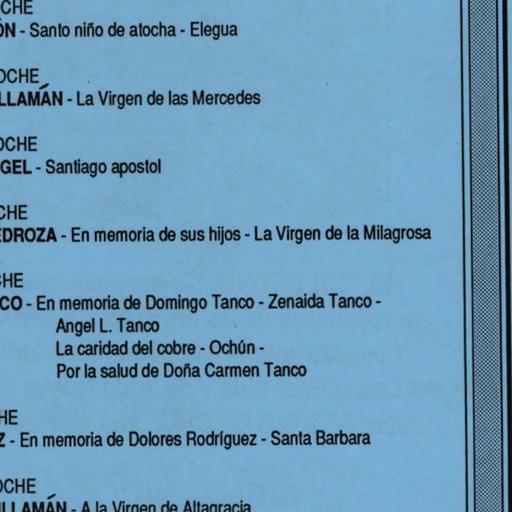 CHE
ÓN - Santo niño de atocha - Elegua
OCHE
LLAMÁN - La Virgen de las Mercedes
OCHE
GEL - Santiago apostol
CHE
EDROZA - En memoria de sus hijos - La Virgen de la Milagrosa
CHE
CO - En memoria de Domingo Tanco - Zenaida Tanco -
Angel L. Tanco
La caridad del cobre - Ochún -
Por la salud de Doña Carmen Tanco
HE
Z - En memoria de Dolores Rodríguez - Santa Barbara
OCHE
LLAMÁN - A la Virgen de Altagracia